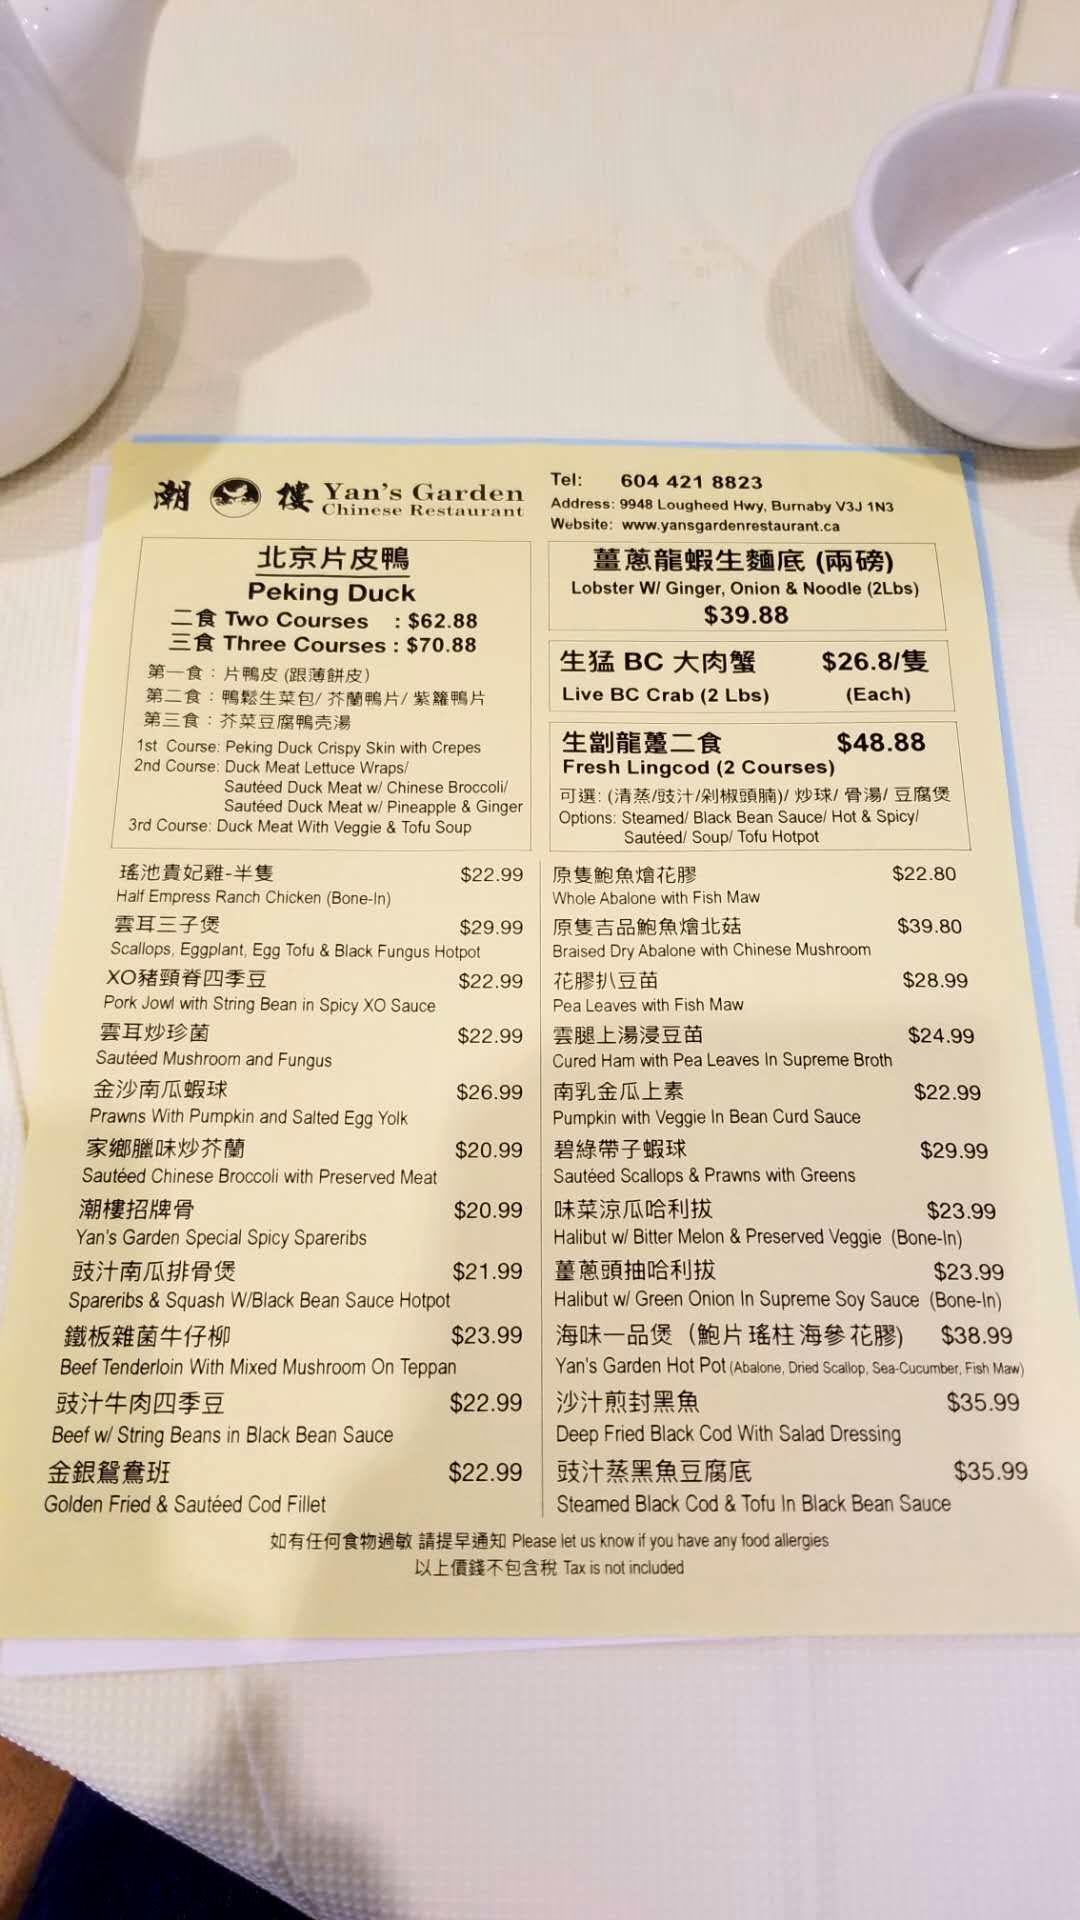 潮 樓 Yan's Garden
Chinese Restaurant
Tel: 604 421 8823
Address: 9948 Lougheed Hwy, Burnaby V3J 1N3
Website: www.yansgardenrestaurant.ca
北京片皮鴨
Peking Duck
二食 Two Courses : $62.88
三食 Three Courses : $70.88
第一食：片鴨皮 (跟薄餅皮)
第二食：鴨鬆生菜包/ 芥蘭鴨片/ 紫籮鴨片
第三食：芥菜豆腐鴨売湯
1st Course: Peking Duck Crispy Skin with Crepes
2nd Course: Duck Meat Lettuce Wraps/
Sautéed Duck Meat w/ Chinese Broccoli/
Sautéed Duck Meat w/ Pineapple & Ginger
3rd Course: Duck Meat With Veggie & Tofu Soup
薑蔥龍蝦生麵底 (兩磅)
Lobster W/ Ginger, Onion & Noodle (2Lbs)
$39.88
生猛 BC 大肉蟹 $26.8/隻
Live BC Crab (2 Lbs) (Each)
生劏龍躉二食 $48.88
Fresh Lingcod (2 Courses)
可選: (清蒸/豉汁/剁椒頭腩)/ 炒球/ 骨湯/ 豆腐煲
Options: Steamed/ Black Bean Sauce/ Hot & Spicy/
Sautéed/ Soup/ Tofu Hotpot
瑤池貴妃雞-半隻 $22.99
Half Empress Ranch Chicken (Bone-In)
雲耳三子煲 $29.99
Scallops, Eggplant, Egg Tofu & Black Fungus Hotpot
XO豬頸脊四季豆 $22.99
Pork Jowl with String Bean in Spicy XO Sauce
雲耳炒珍菌 $22.99
Sautéed Mushroom and Fungus
金沙南瓜蝦球 $26.99
Prawns With Pumpkin and Salted Egg Yolk
家鄉臘味炒芥蘭 $20.99
Sautéed Chinese Broccoli with Preserved Meat
潮樓招牌骨 $20.99
Yan's Garden Special Spicy Spareribs
豉汁南瓜排骨煲 $21.99
Spareribs & Squash W/Black Bean Sauce Hotpot
鐵板雜菌牛仔柳 $23.99
Beef Tenderloin With Mixed Mushroom On Teppan
豉汁牛肉四季豆 $22.99
Beef w/ String Beans in Black Bean Sauce
金銀鴛鴦班 $22.99
Golden Fried & Sautéed Cod Fillet
原隻鮑魚燴花膠 $22.80
Whole Abalone with Fish Maw
原隻吉品鮑魚燴北菇 $39.80
Braised Dry Abalone with Chinese Mushroom
花膠扒豆苗 $28.99
Pea Leaves with Fish Maw
雲腿上湯浸豆苗 $24.99
Cured Ham with Pea Leaves In Supreme Broth
南乳金瓜上素 $22.99
Pumpkin with Veggie In Bean Curd Sauce
碧綠帶子蝦球 $29.99
Sautéed Scallops & Prawns with Greens
味菜涼瓜哈利拔 $23.99
Halibut w/ Bitter Melon & Preserved Veggie (Bone-In)
薑蔥頭抽哈利拔 $23.99
Halibut w/ Green Onion In Supreme Soy Sauce (Bone-In)
海味一品煲 (鮑片瑤柱海參花膠) $38.99
Yan's Garden Hot Pot (Abalone, Dried Scallop, Sea-Cucumber, Fish Maw)
沙汁煎封黑魚 $35.99
Deep Fried Black Cod With Salad Dressing
豉汁蒸黑魚豆腐底 $35.99
Steamed Black Cod & Tofu In Black Bean Sauce
如有任何食物過敏 請提早通知 Please let us know if you have any food allergies
以上價錢不包含稅 Tax is not included